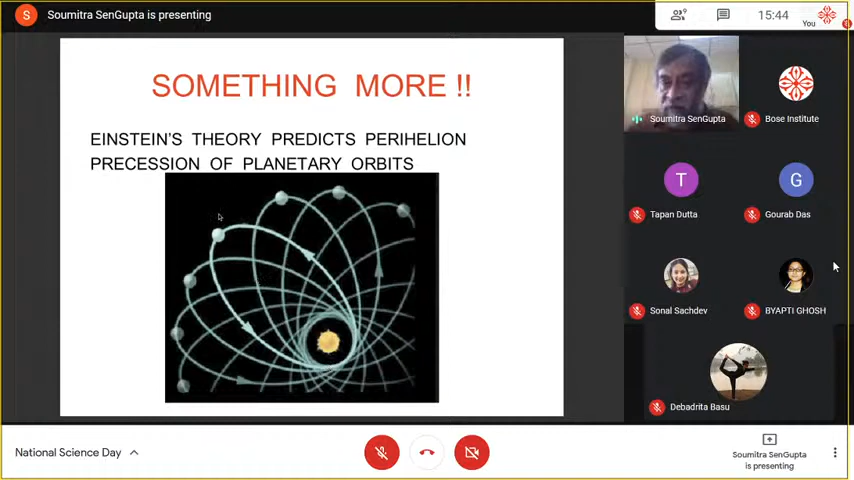 S Soumitra SenGupta is presenting
15:44
You
SOMETHING MORE !!
EINSTEIN'S THEORY PREDICTS PERIHELION
PRECESSION OF PLANETARY ORBITS
Soumitra SenGupta
Bose Institute
T
G
Tapan Dutta
Gourab Das
Sonal Sachdev
BYAPTI GHOSH
Debadrita Basu
National Science Day
Soumitra SenGupta
is presenting